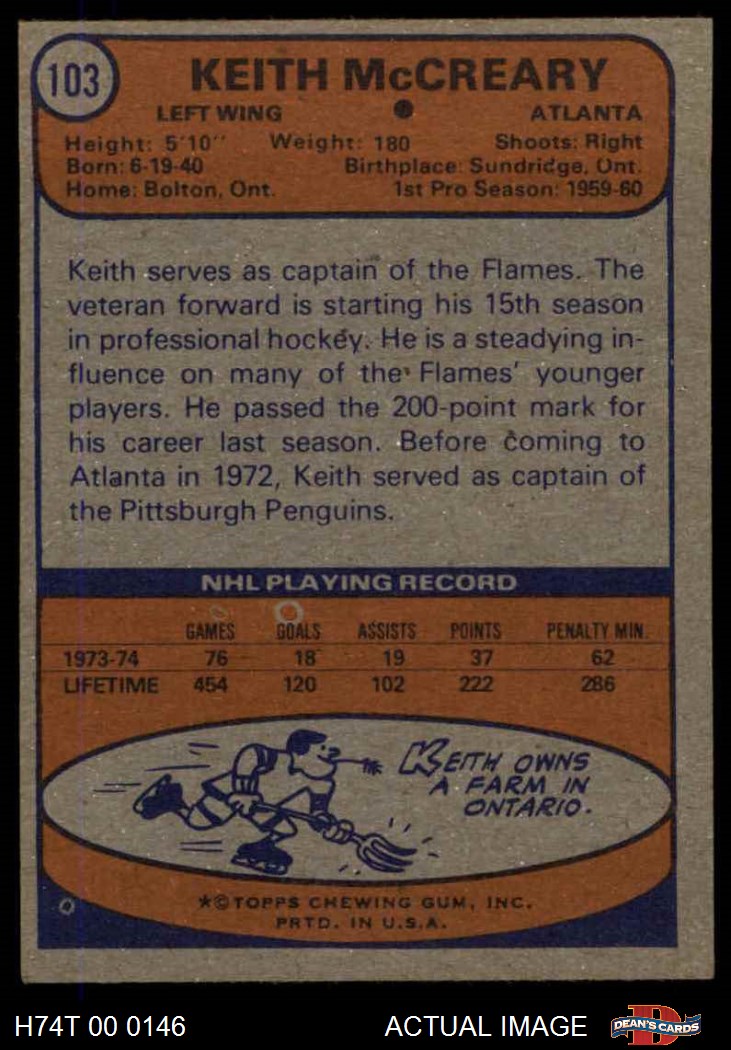 103
KEITH McCREARY
LEFT WING ATLANTA
Height: 5'10" Weight: 180 Shoots: Right
Born: 6-19-40 Birthplace: Sundridge, Ont.
Home: Bolton, Ont. 1st Pro Season: 1959-60
Keith serves as captain of the Flames. The
veteran forward is starting his 15th season
in professional hockey. He is a steadying in-
fluence on many of the Flames' younger
players. He passed the 200-point mark for
his career last season. Before coming to
Atlanta in 1972, Keith served as captain of
the Pittsburgh Penguins.
NHL PLAYING RECORD
GAMES GOALS ASSISTS POINTS PENALTY MIN.
1973-74 76 18 19 37 62
LIFETIME 454 120 102 222 286
KEITH OWNS
A FARM IN
ONTARIO.
★©TOPPS CHEWING GUM, INC.
PRTD. IN U.S.A.
H74T 00 0146 ACTUAL IMAGE D DEAN'S CARDS